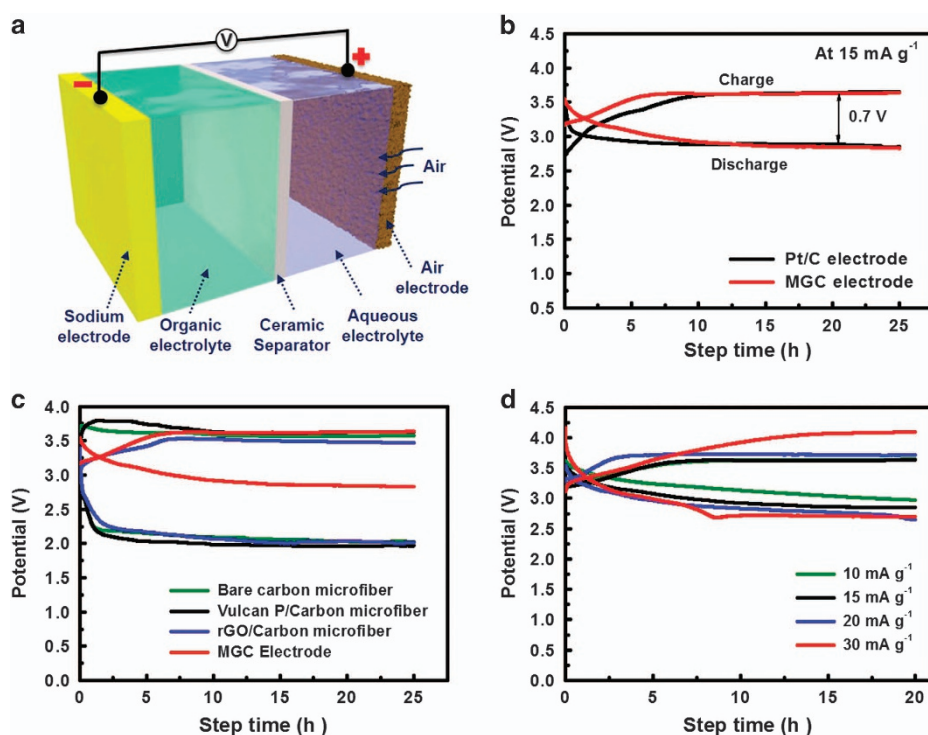 a
V
−
+
Air
Sodium
electrode
Organic
electrolyte
Ceramic
Separator
Aqueous
electrolyte
Air
electrode
b
At 15 mA g-1
Charge
0.7 V
Discharge
Pt/C electrode
MGC electrode
Potential (V)
4.5
4.0
3.5
3.0
2.5
2.0
1.5
1.0
0.5
0 5 10 15 20 25
Step time (h )
c
Potential (V)
4.0
3.5
3.0
2.5
2.0
1.5
1.0
0.5
0.0
Bare carbon microfiber
Vulcan P/Carbon microfiber
rGO/Carbon microfiber
MGC Electrode
0 5 10 15 20 25
Step time (h )
d
Potential (V)
4.5
4.0
3.5
3.0
2.5
2.0
1.5
1.0
0.5
0.0
10 mA g-1
15 mA g-1
20 mA g-1
30 mA g-1
0 5 10 15 20
Step time (h )